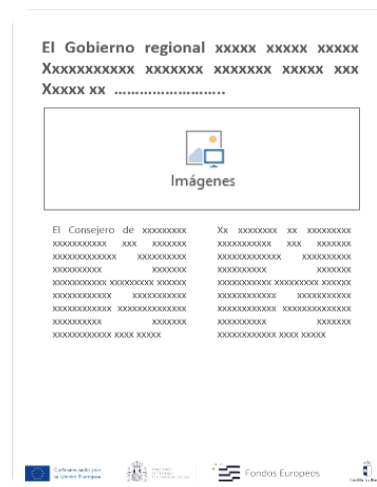 El Gobierno regional xxxxx xxxxx xxxxx
Xxxxxxxxxxx xxxxxxx xxxxxxx xxxxx xxx
Xxxxx xx ……………………..
Imágenes
El Consejero de xxxxxxxxx
xxxxxxxxxxx xxx xxxxxxx
xxxxxxxxxxxxx xxxxxxxxxx
xxxxxxxxxx xxxxxxx
xxxxxxxxxxx xxxxxxxxx xxxxxx
xxxxxxxxxxxx xxxxxxxxxxx
xxxxxxxxxxxx xxxxxxxxxxxxxx
xxxxxxxxxx xxxxxxx
xxxxxxxxxxxx xxxx xxxxx
Xx xxxxxxxx xx xxxxxxxxx
xxxxxxxxxxx xxx xxxxxxx
xxxxxxxxxxxxx xxxxxxxxxx
xxxxxxxxxx xxxxxxx
xxxxxxxxxxx xxxxxxxxx xxxxxx
xxxxxxxxxxxx xxxxxxxxxxx
xxxxxxxxxxxx xxxxxxxxxxxxxx
xxxxxxxxxx xxxxxxx
xxxxxxxxxxxx xxxx xxxxx
Cofinanciado por
la Unión Europea
Fondos Europeos